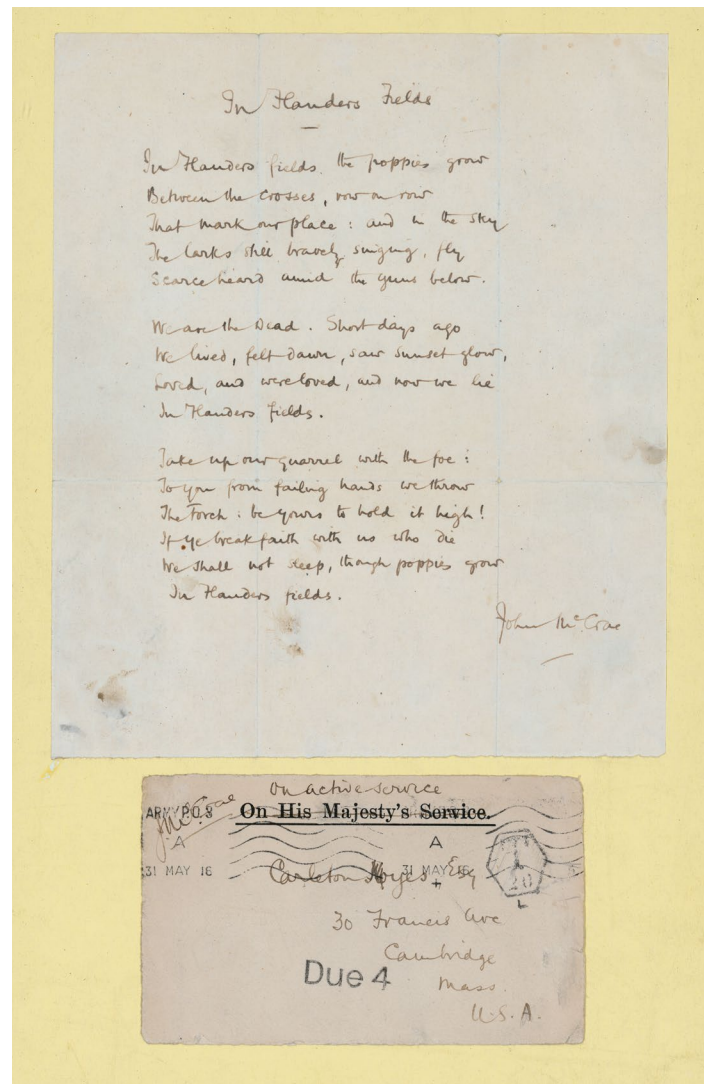 In Flanders Fields
In Flanders fields the poppies grow
Between the crosses, row on row
That mark our place : and in the sky
The larks still bravely singing, fly
Scarce heard amid the guns below.
We are the Dead. Short days ago
We lived, felt dawn, saw sunset glow,
Loved, and were loved, and now we lie
In Flanders fields.
Take up our quarrel with the foe :
To you from failing hands we throw
The Torch : be yours to hold it high!
If ye break faith with us who die
We shall not sleep, though poppies grow
In Flanders fields.
John McCrae
On active service
ARMY P.O. 3
J McCrae
On His Majesty's Service.
A
A
31 MAY 16
31 MAY 16
Carleton Noyes Esq
T
20
L
30 Francis Ave
Cambridge
Due 4
Mass.
U.S.A.